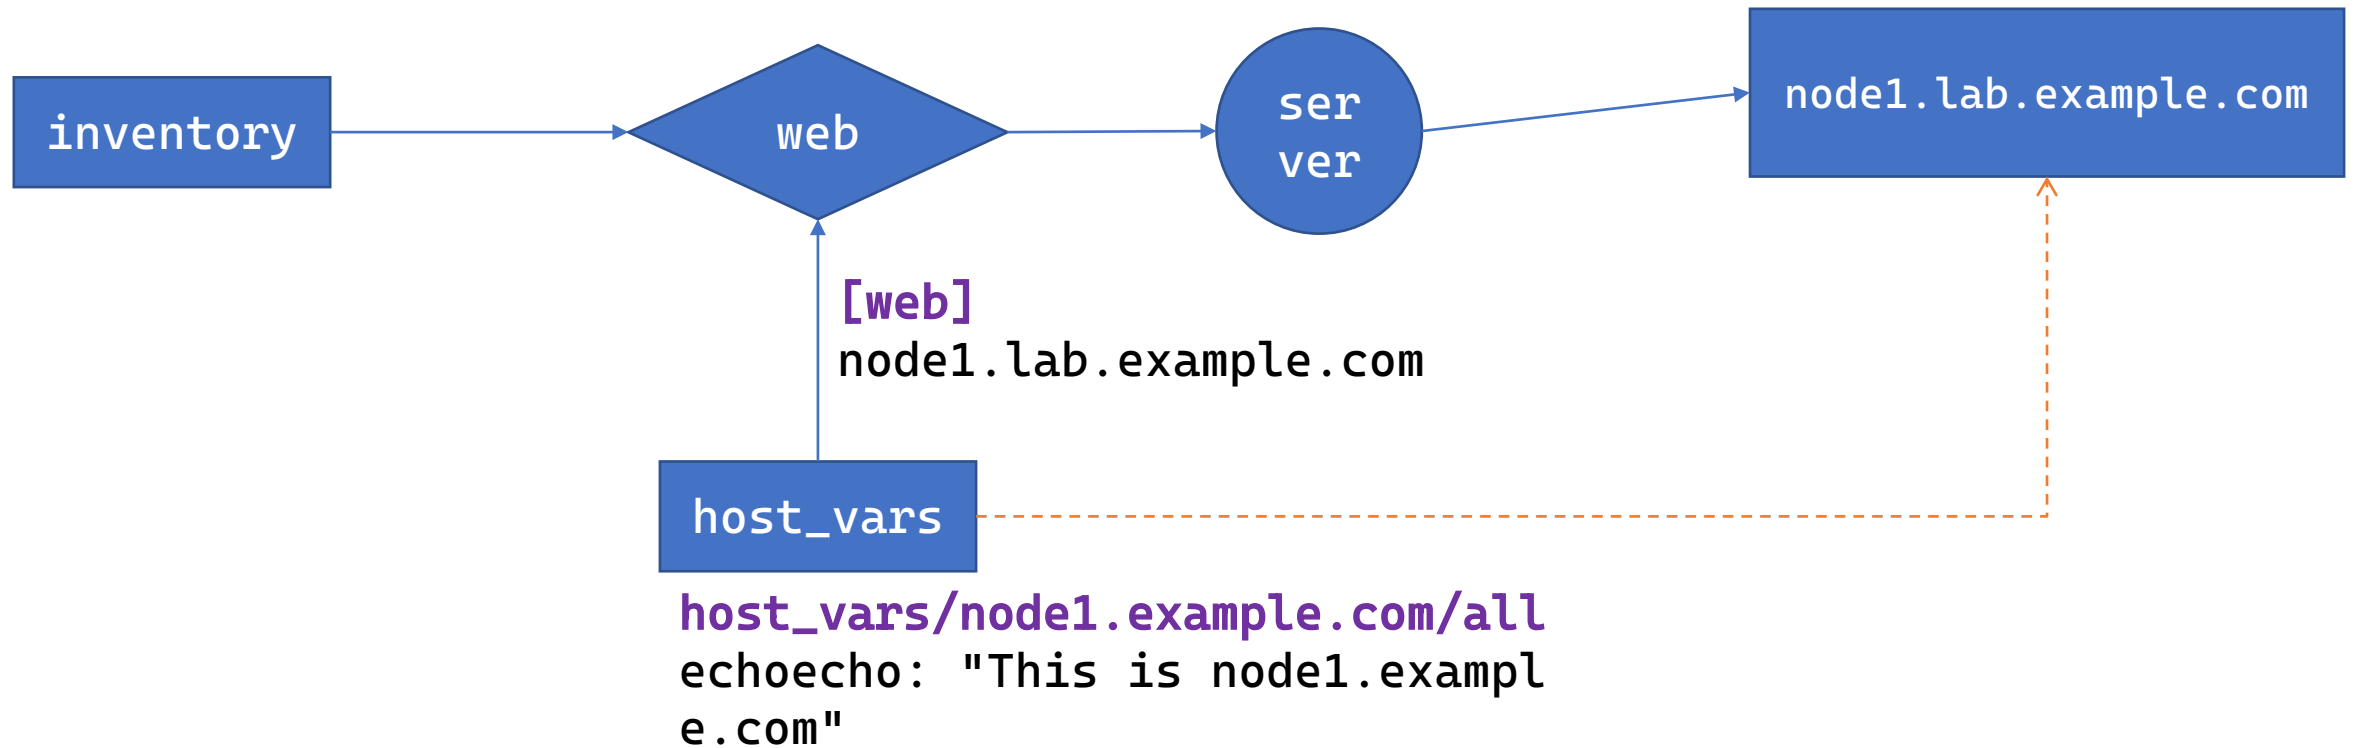 inventory
web
ser
ver
node1.lab.example.com
[web]
node1.lab.example.com
host_vars
host_vars/node1.example.com/all
echoecho: "This is node1.exampl
e.com"